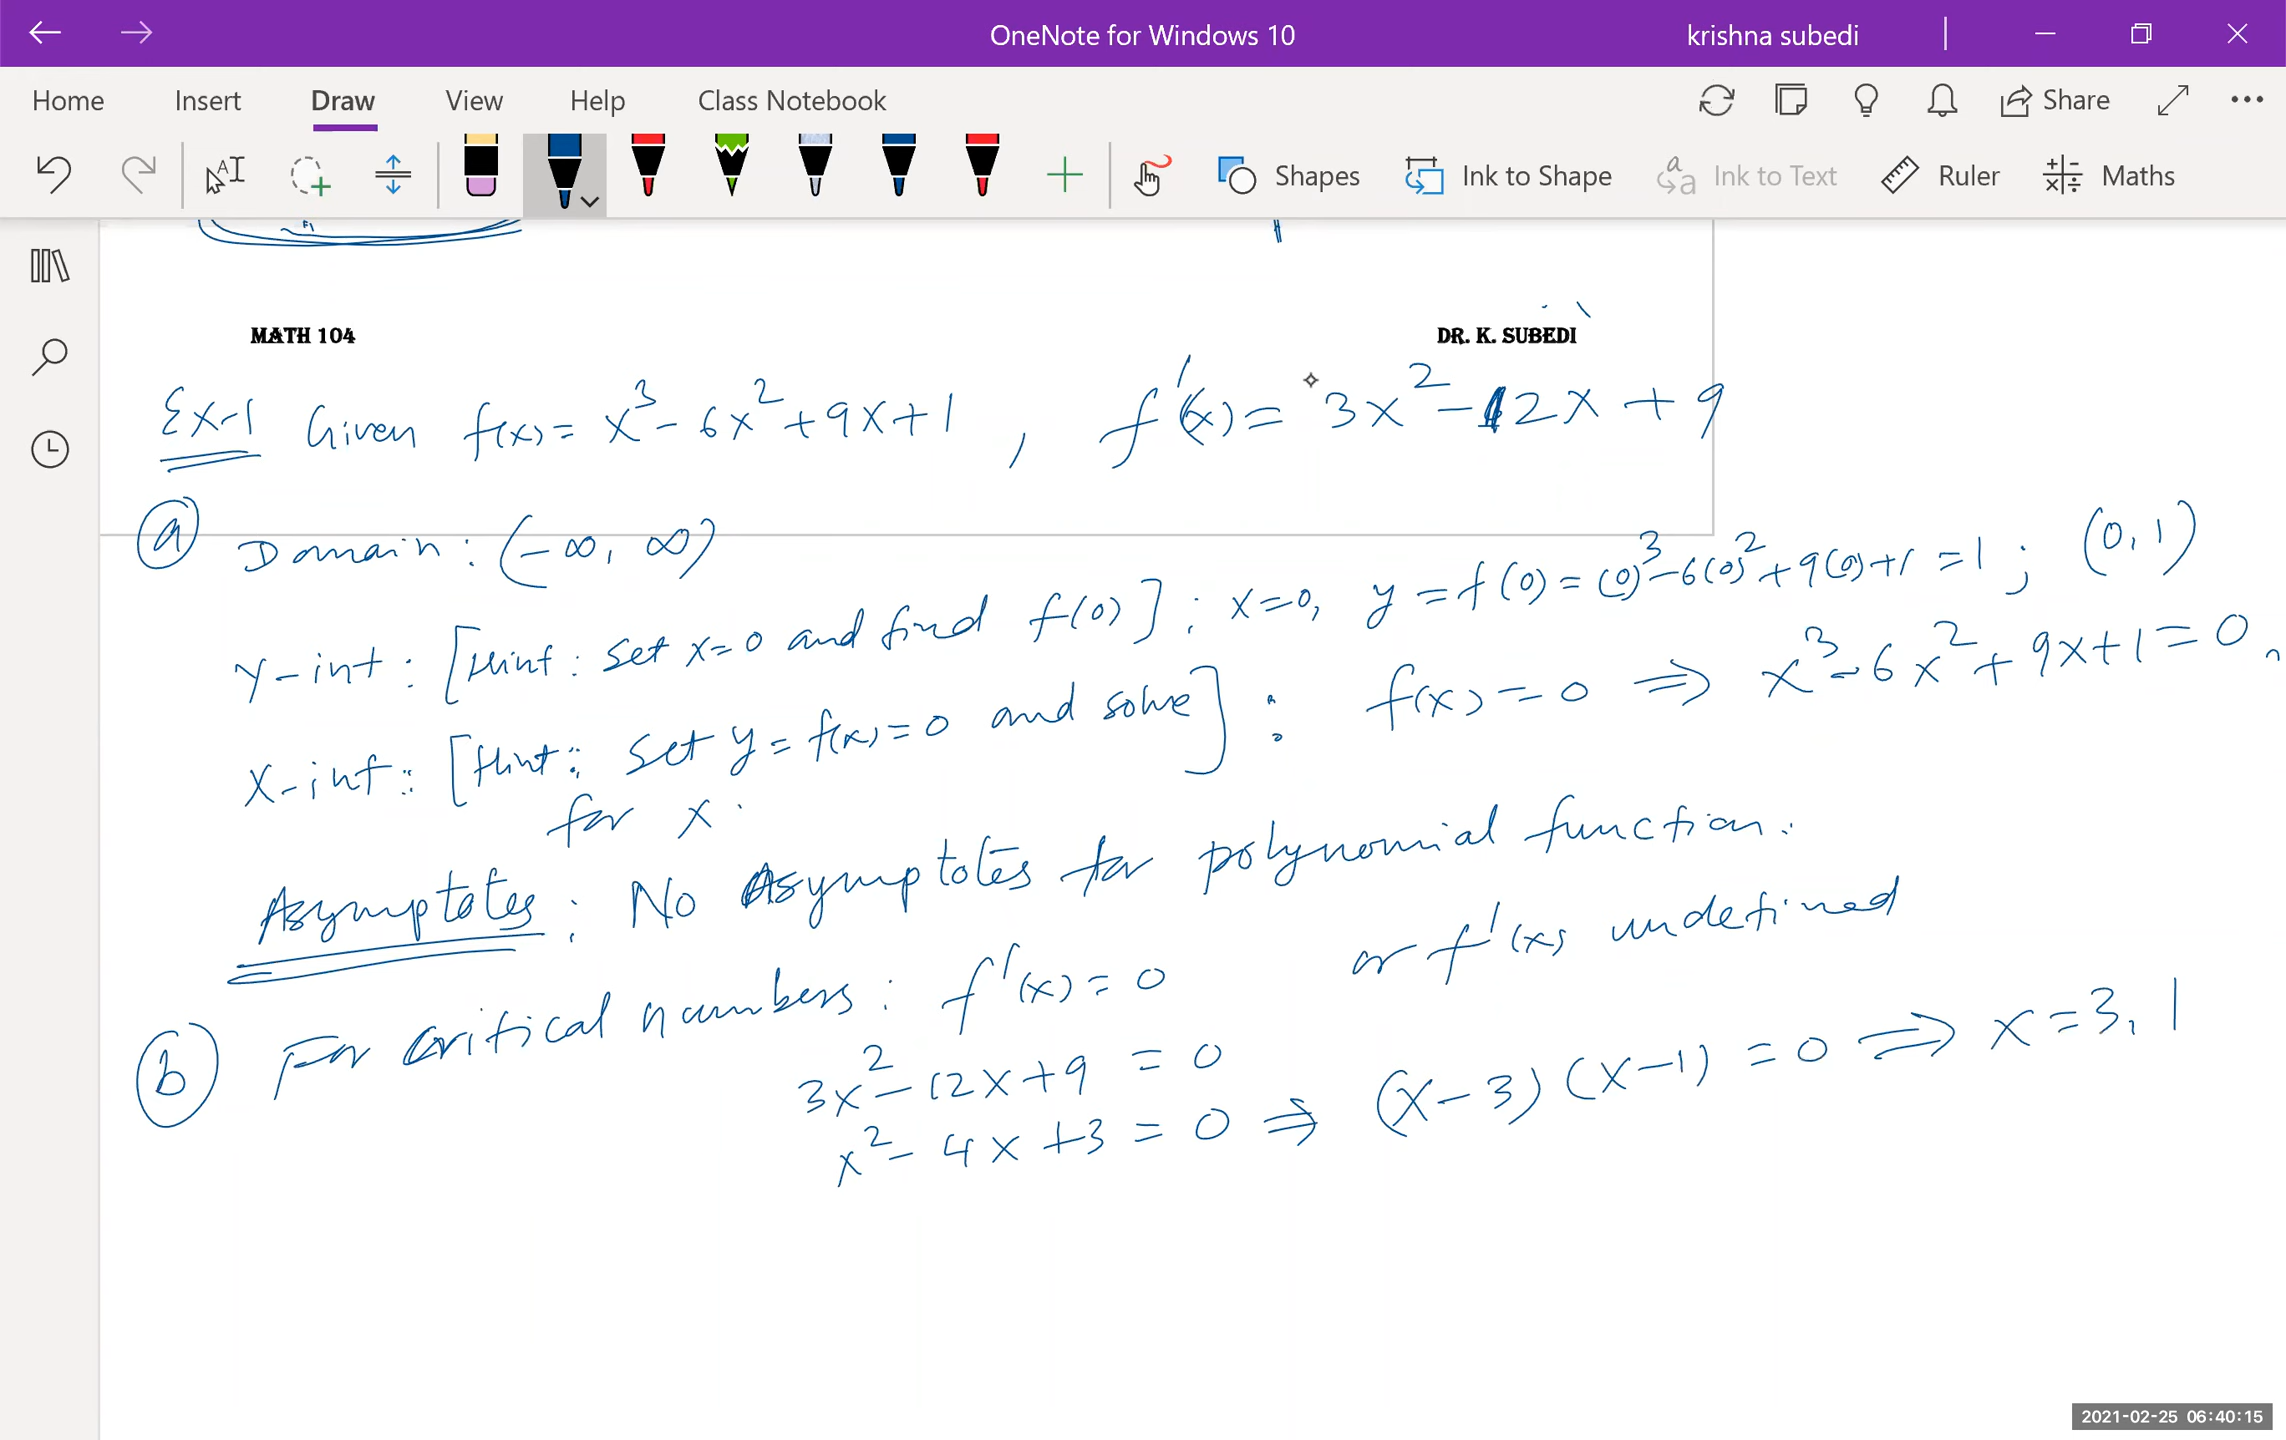 OneNote for Windows 10
krishna subedi
Home Insert Draw View Help Class Notebook Share
Shapes Ink to Shape Ink to Text Ruler Maths
MATH 104 DR. K. SUBEDI
Ex-1 Given f(x) = x³ - 6x² + 9x + 1 , f'(x) = 3x² - 12x + 9
(a) Domain : (-∞, ∞)
Y-int : [Hint : set x=0 and find f(0)] : x=0, y = f(0) = (0)³ - 6(0)² + 9(0) + 1 = 1 ; (0, 1)
X-int : [Hint : set y = f(x) = 0 and solve for x] : f(x) = 0 ⇒ x³ - 6x² + 9x + 1 = 0,
Asymptotes : No Asymptotes for polynomial function.
(b) For critical numbers : f'(x) = 0 or f'(x) undefined
3x² - 12x + 9 = 0
x² - 4x + 3 = 0 ⇒ (x-3)(x-1) = 0 ⇒ x = 3, 1
2021-02-25 06:40:15